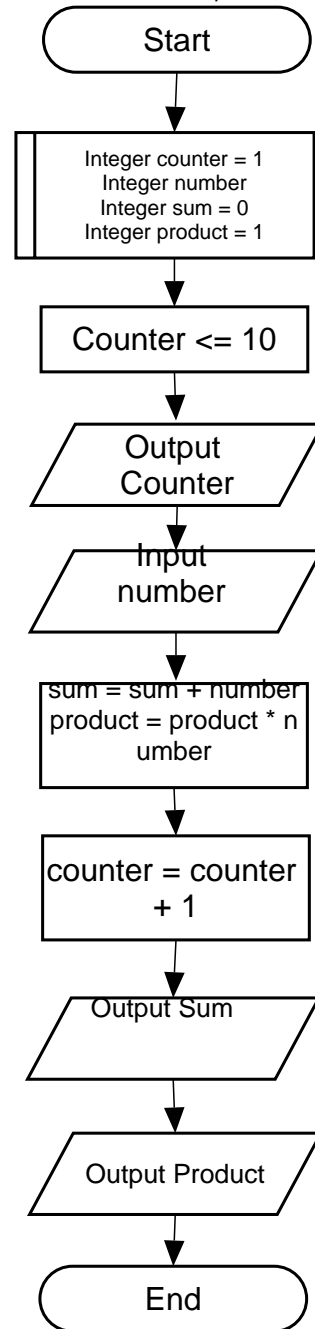 Start
Integer counter = 1
Integer number
Integer sum = 0
Integer product = 1
Counter <= 10
Output
Counter
Input
number
sum = sum + number
product = product * n
umber
counter = counter
+ 1
Output Sum
Output Product
End